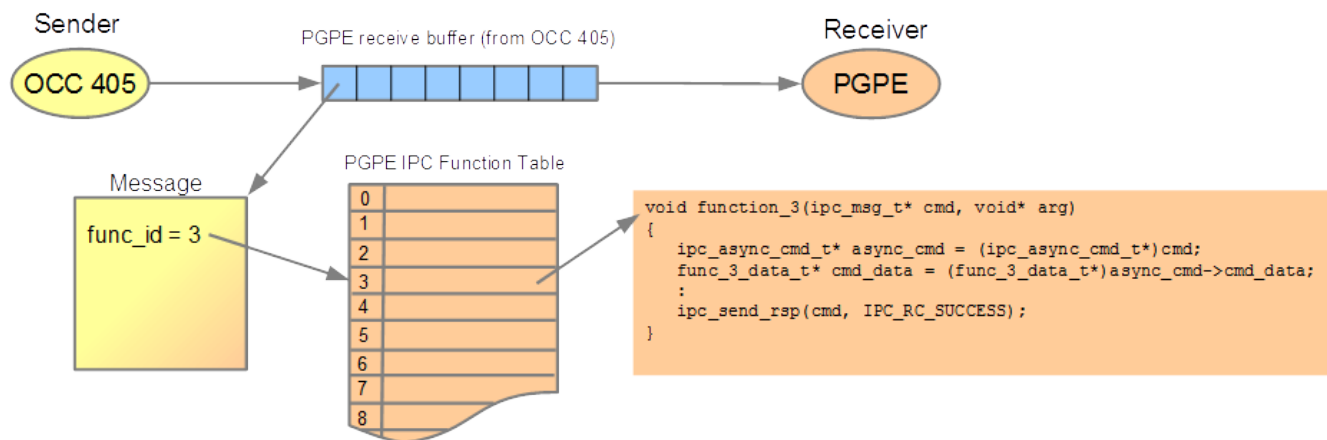 Sender
Receiver
PGPE receive buffer (from OCC 405)
OCC 405
PGPE
PGPE IPC Function Table
Message
func_id = 3
0
1
2
3
4
5
6
7
8
void function_3(ipc_msg_t* cmd, void* arg)
{
ipc_async_cmd_t* async_cmd = (ipc_async_cmd_t*)cmd;
func_3_data_t* cmd_data = (func_3_data_t*)async_cmd->cmd_data;
:
ipc_send_rsp(cmd, IPC_RC_SUCCESS);
}